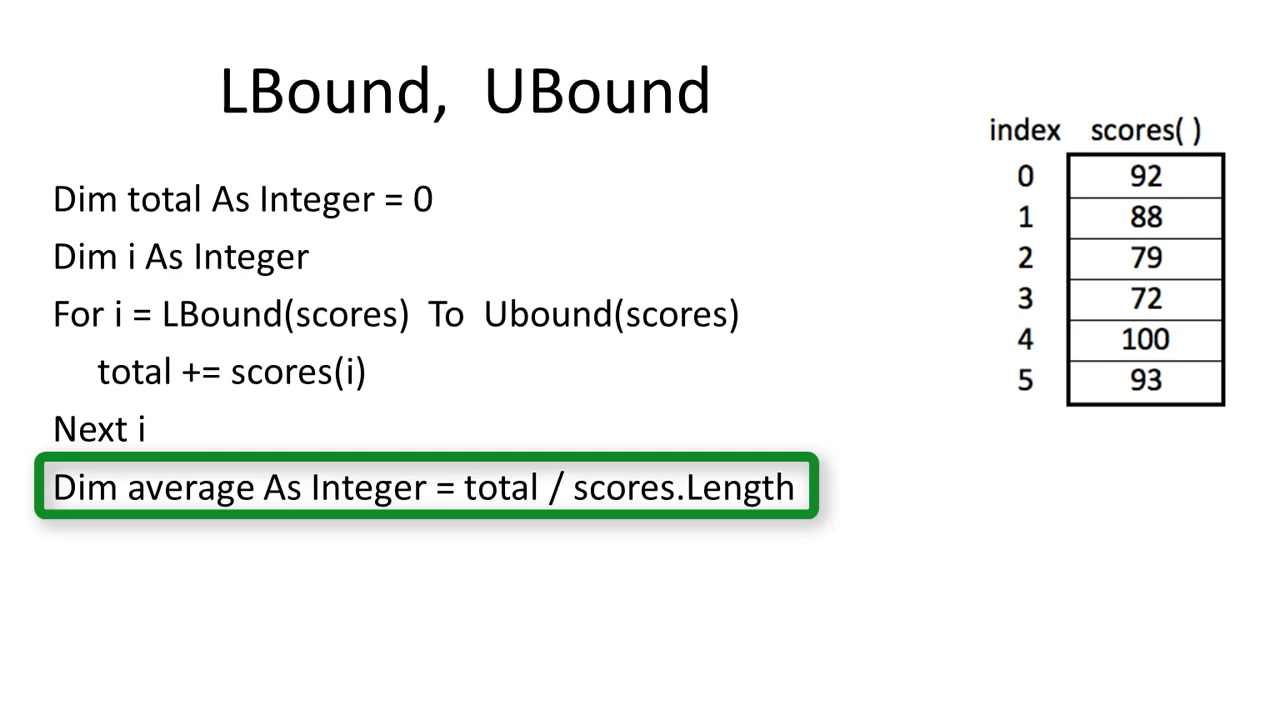 LBound, UBound
Dim total As Integer = 0
Dim i As Integer
For i = LBound(scores) To Ubound(scores)
total += scores(i)
Next i
Dim average As Integer = total / scores.Length
index scores( )
0 92
1 88
2 79
3 72
4 100
5 93